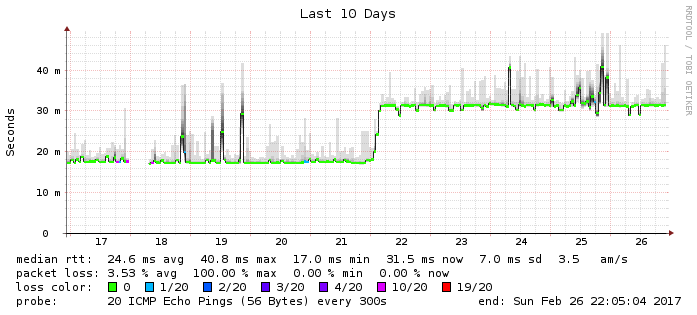 Last 10 Days
RRDTOOL / TOBI OETIKER
Seconds
40 m
30 m
20 m
10 m
0
17 18 19 20 21 22 23 24 25 26
median rtt: 24.6 ms avg 40.8 ms max 17.0 ms min 31.5 ms now 7.0 ms sd 3.5 am/s
packet loss: 3.53 % avg 100.00 % max 0.00 % min 0.00 % now
loss color: 0 1/20 2/20 3/20 4/20 10/20 19/20
probe: 20 ICMP Echo Pings (56 Bytes) every 300s end: Sun Feb 26 22:05:04 2017